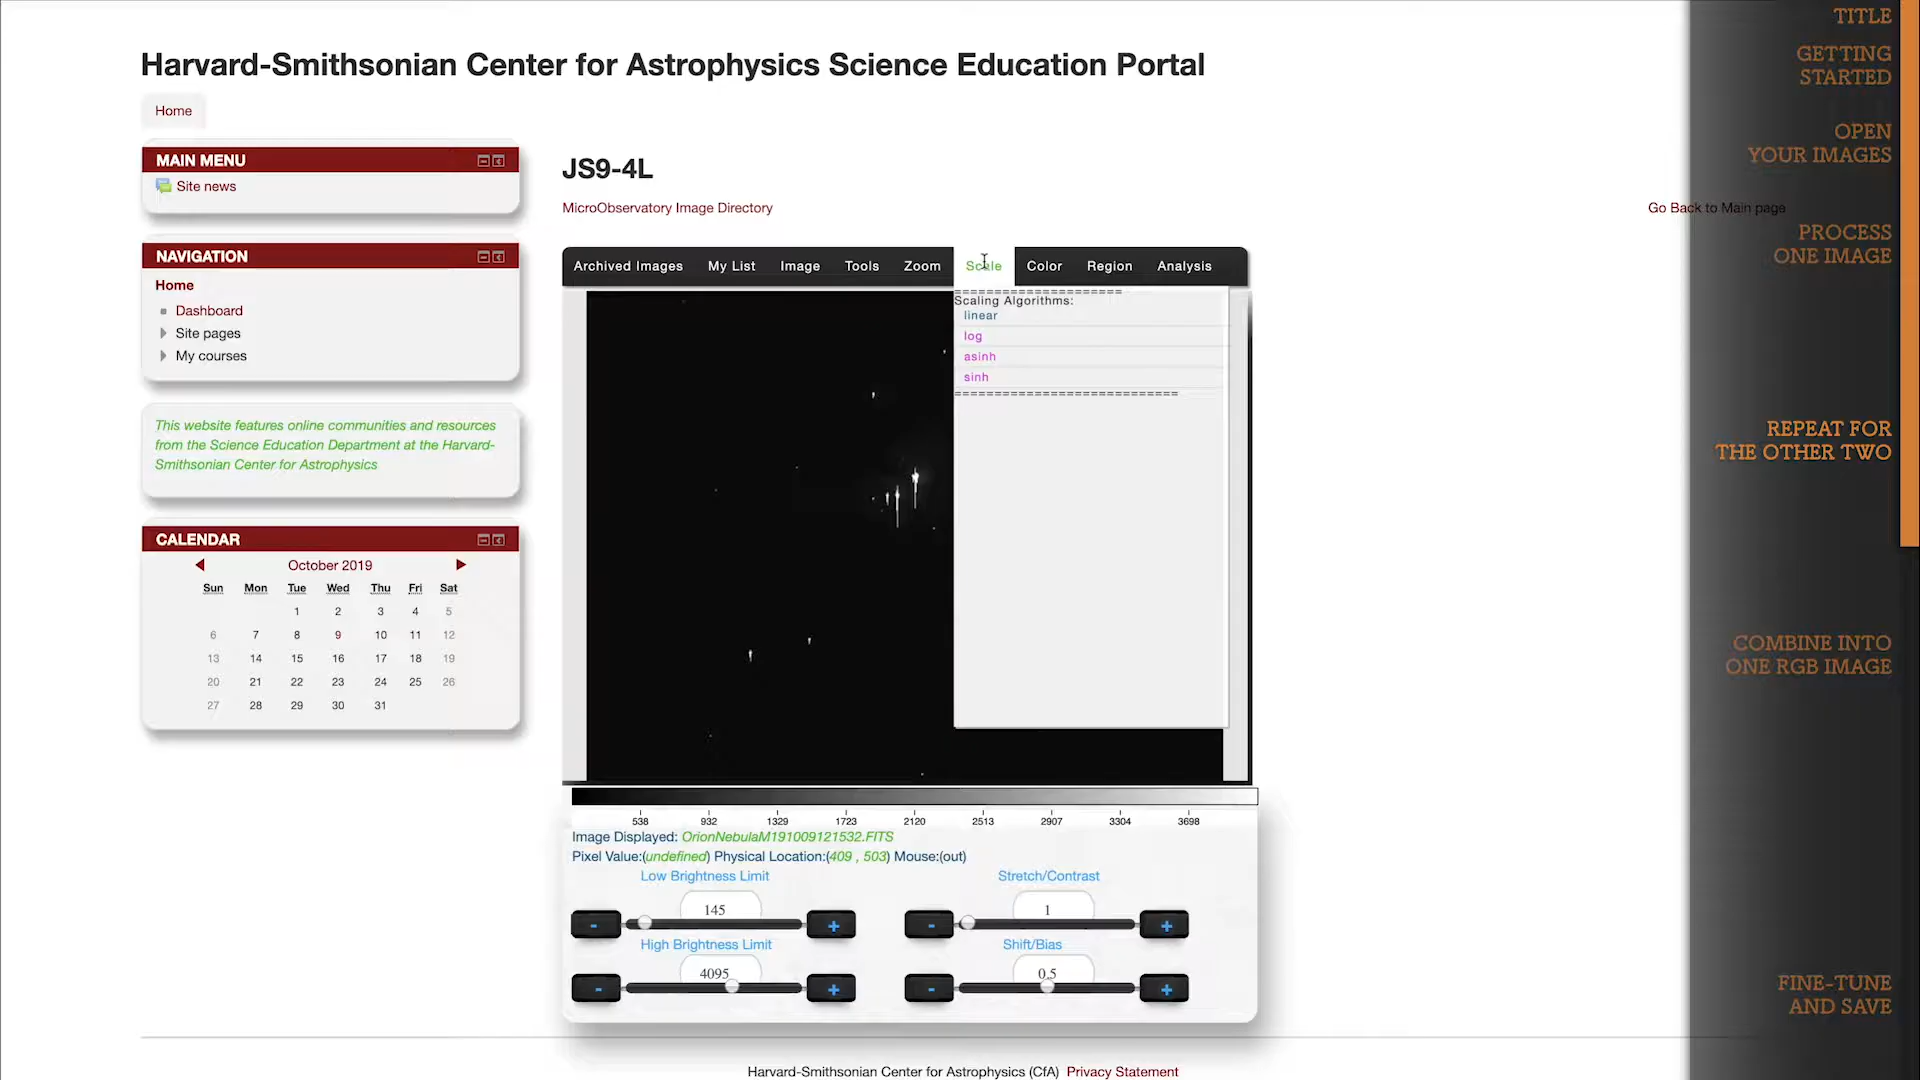 Harvard-Smithsonian Center for Astrophysics Science Education Portal
Home
MAIN MENU
Site news
NAVIGATION
Home
Dashboard
Site pages
My courses
This website features online communities and resources
from the Science Education Department at the Harvard-
Smithsonian Center for Astrophysics
CALENDAR
October 2019
Sun Mon Tue Wed Thu Fri Sat
1 2 3 4 5
6 7 8 9 10 11 12
13 14 15 16 17 18 19
20 21 22 23 24 25 26
27 28 29 30 31
JS9-4L
MicroObservatory Image Directory
Go Back to Main page
Archived Images My List Image Tools Zoom Scale Color Region Analysis
===========================
Scaling Algorithms:
linear
log
asinh
sinh
====================================
538 932 1329 1723 2120 2513 2907 3304 3698
Image Displayed: OrionNebulaM191009121532.FITS
Pixel Value:(undefined) Physical Location:(409 , 503) Mouse:(out)
Low Brightness Limit
- 145 +
High Brightness Limit
- 4095 +
Stretch/Contrast
- 1 +
Shift/Bias
- 0.5 +
Harvard-Smithsonian Center for Astrophysics (CfA) Privacy Statement
TITLE
GETTING
STARTED
OPEN
YOUR IMAGES
PROCESS
ONE IMAGE
REPEAT FOR
THE OTHER TWO
COMBINE INTO
ONE RGB IMAGE
FINE-TUNE
AND SAVE